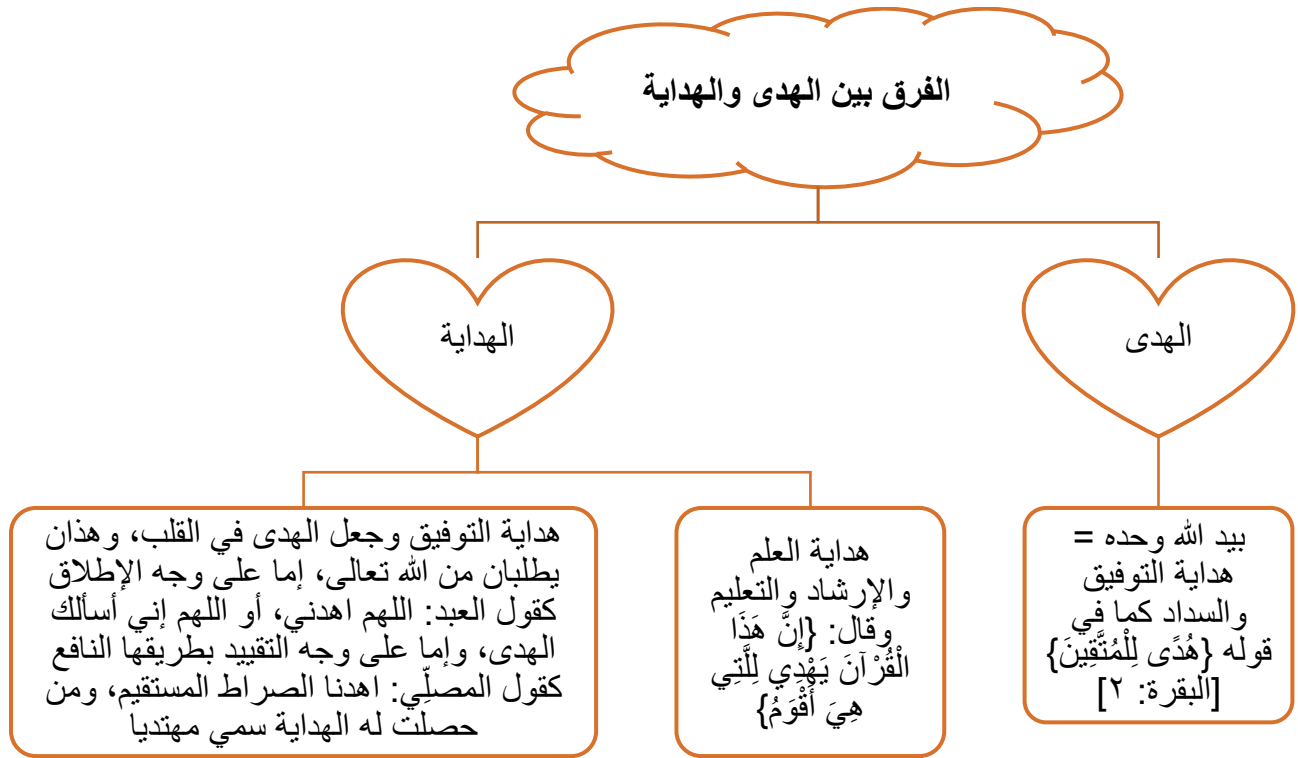 الفرق بين الهدى والهداية
الهدى
الهداية
بيد الله وحده =
هداية التوفيق
والسداد كما في
قوله {هُدًى لِلْمُتَّقِينَ}
[البقرة: ٢]
هداية العلم
والإرشاد والتعليم
وقال: {إِنَّ هَذَا
الْقُرْآنَ يَهْدِي لِلَّتِي
هِيَ أَقْوَمُ}
هداية التوفيق وجعل الهدى في القلب، وهذان
يطلبان من الله تعالى، إما على وجه الإطلاق
كقول العبد: اللهم اهدني، أو اللهم إني أسألك
الهدى، وإما على وجه التقييد بطريقها النافع
كقول المصلِّي: اهدنا الصراط المستقيم، ومن
حصلت له الهداية سمي مهتديا